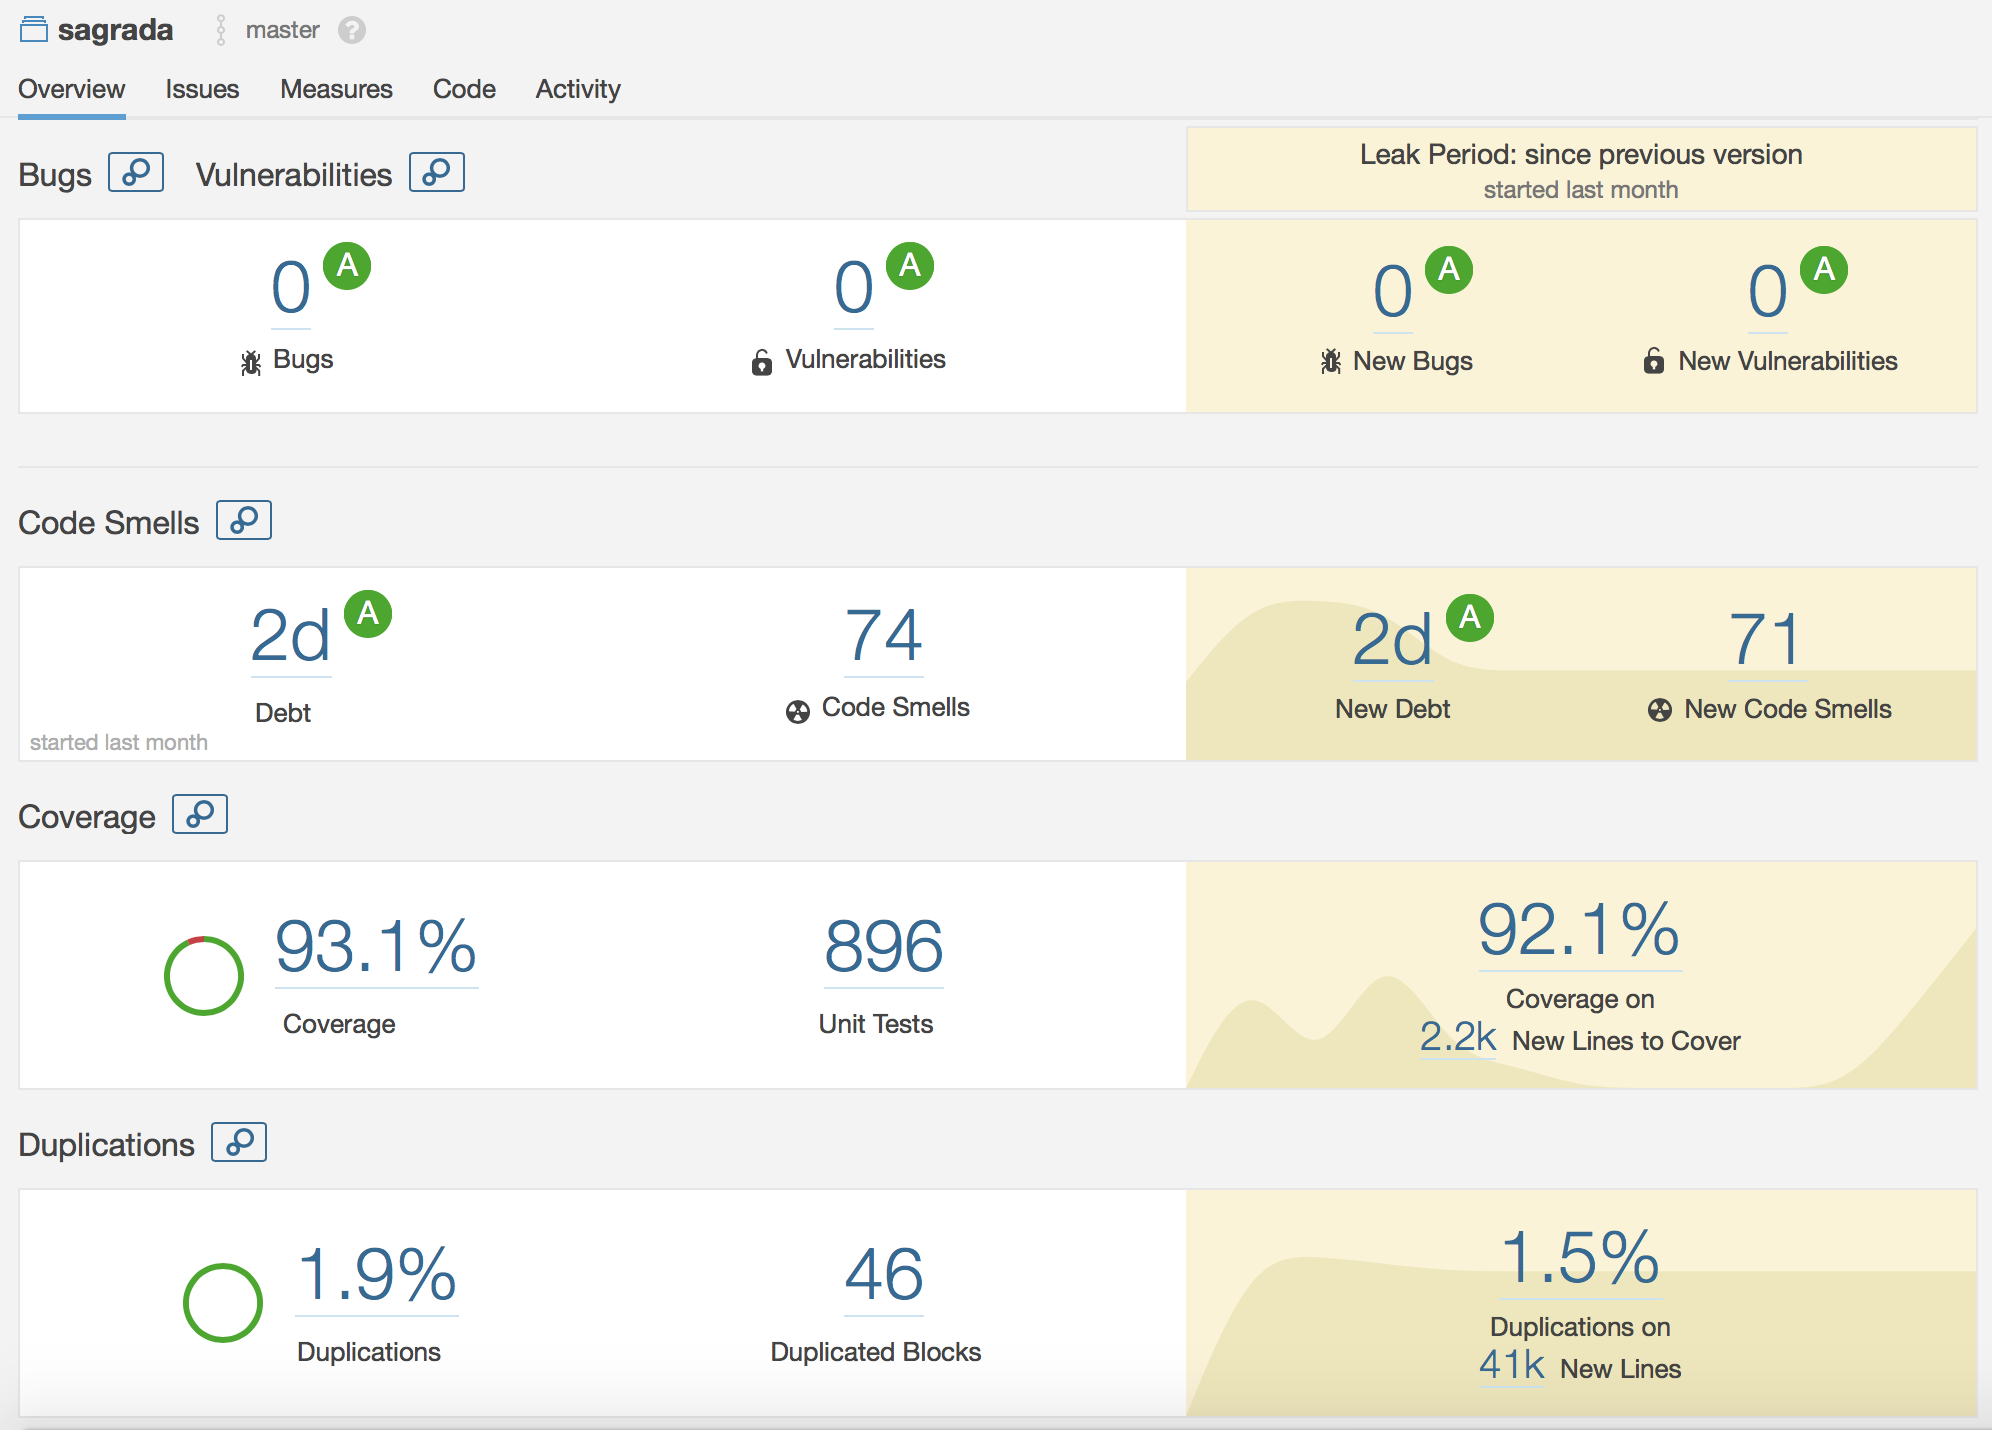 sagrada master ?
Overview Issues Measures Code Activity
Bugs Vulnerabilities
Leak Period: since previous version
started last month
0 A
Bugs
0 A
Vulnerabilities
0 A
New Bugs
0 A
New Vulnerabilities
Code Smells
2d A
Debt
started last month
74
Code Smells
2d A
New Debt
71
New Code Smells
Coverage
93.1%
Coverage
896
Unit Tests
92.1%
Coverage on
2.2k New Lines to Cover
Duplications
1.9%
Duplications
46
Duplicated Blocks
1.5%
Duplications on
41k New Lines